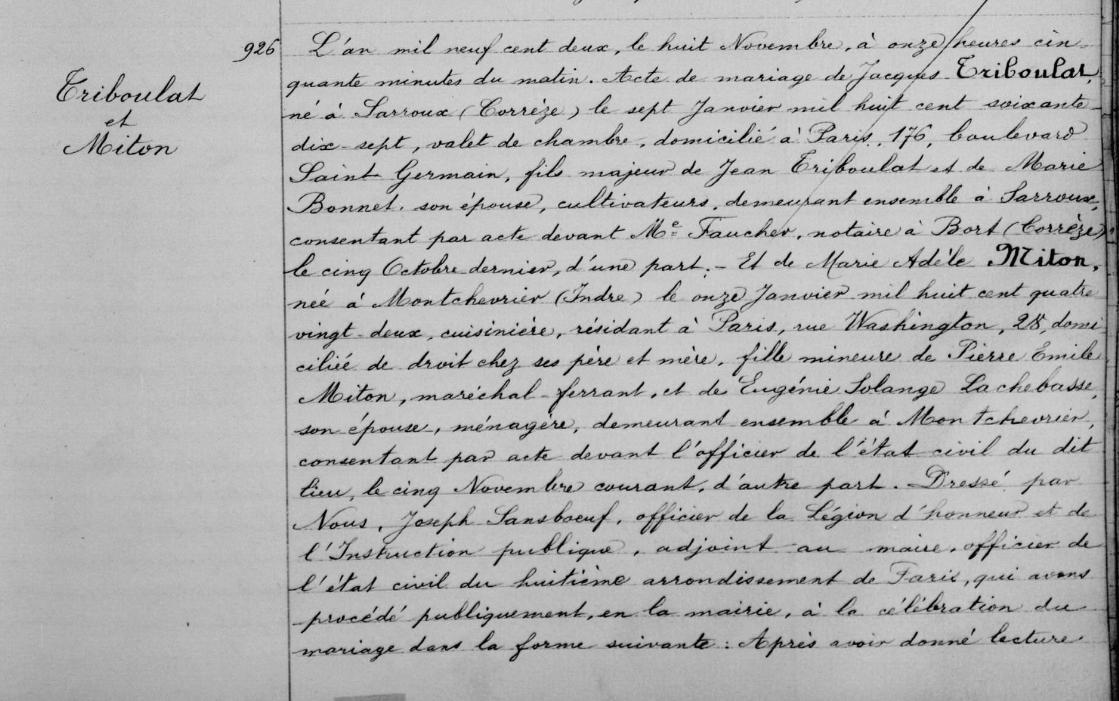 926
Triboulat
et
Miton
L'an mil neuf cent deux, le huit Novembre, à onze heures cin-
quante minutes du matin. Acte de mariage de Jacques Triboulat,
né à Sarroux (Corrèze) le sept Janvier mil huit cent soixante-
dix-sept, valet de chambre, domicilié à Paris, 176, boulevard
Saint Germain, fils majeur de Jean Triboulat et de Marie
Bonnet, son épouse, cultivateurs, demeurant ensemble à Sarroux,
consentant par acte devant Me Faucher, notaire à Bort (Corrèze),
le cinq Octobre dernier, d'une part. - Et de Marie Adèle Miton,
née à Montchevrier (Indre) le onze Janvier mil huit cent quatre
vingt-deux, cuisinière, résidant à Paris, rue Washington, 28, domi
ciliée de droit chez ses père et mère, fille mineure de Pierre Emile
Miton, maréchal-ferrant, et de Eugénie Solange Lachebasse,
son épouse, ménagère, demeurant ensemble à Montchevrier,
consentant par acte devant l'officier de l'état civil du dit
lieu, le cinq Novembre courant, d'autre part. Dressé par
Nous, Joseph Sansboeuf, officier de la Légion d'honneur et de
l'Instruction publique, adjoint au maire, officier de
l'état civil du huitième arrondissement de Paris, qui avons
procédé publiquement, en la mairie, à la célébration du
mariage dans la forme suivante : Après avoir donné lecture